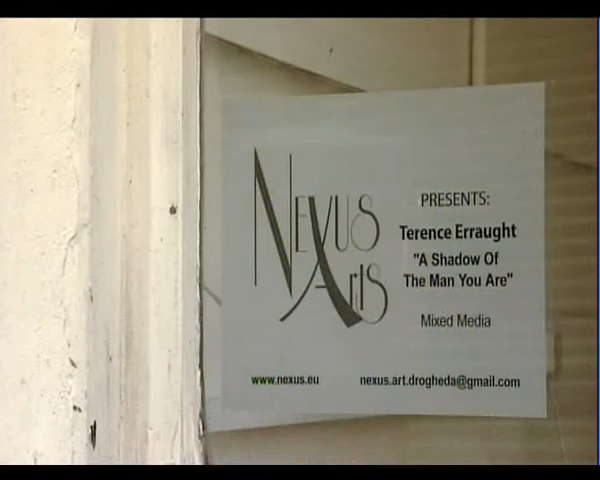 Nexus
Arts
PRESENTS:
Terence Erraught
"A Shadow Of
The Man You Are"
Mixed Media
www.nexus.eu
nexus.art.drogheda@gmail.com